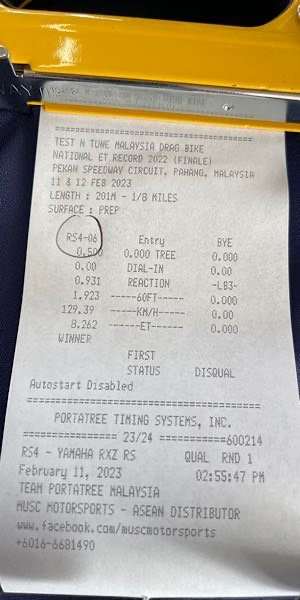 TEST N TUNE MALAYSIA DRAG BIKE
NATIONAL ET RECORD 2022 (FINALE)
PEKAN SPEEDWAY CIRCUIT, PAHANG, MALAYSIA
11 & 12 FEB 2023
LENGTH : 201M - 1/8 MILES
SURFACE : PREP
RS4-06 Entry BYE
0.500 0.000 TREE 0.000
0.00 DIAL-IN 0.00
0.931 REACTION -LB3-
1.923 ------60FT------ 0.000
129.39 ------KM/H------ 0.00
8.262 -------ET------- 0.000
WINNER
FIRST
STATUS DISQUAL
Autostart Disabled
========================================
PORTATREE TIMING SYSTEMS, INC.
=============== 23/24 ===========600214
RS4 - YAMAHA RXZ RS QUAL RND 1
February 11, 2023 02:55:47 PM
TEAM PORTATREE MALAYSIA
MUSC MOTORSPORTS - ASEAN DISTRIBUTOR
www.facebook.com/muscmotorsports
+6016-6681490